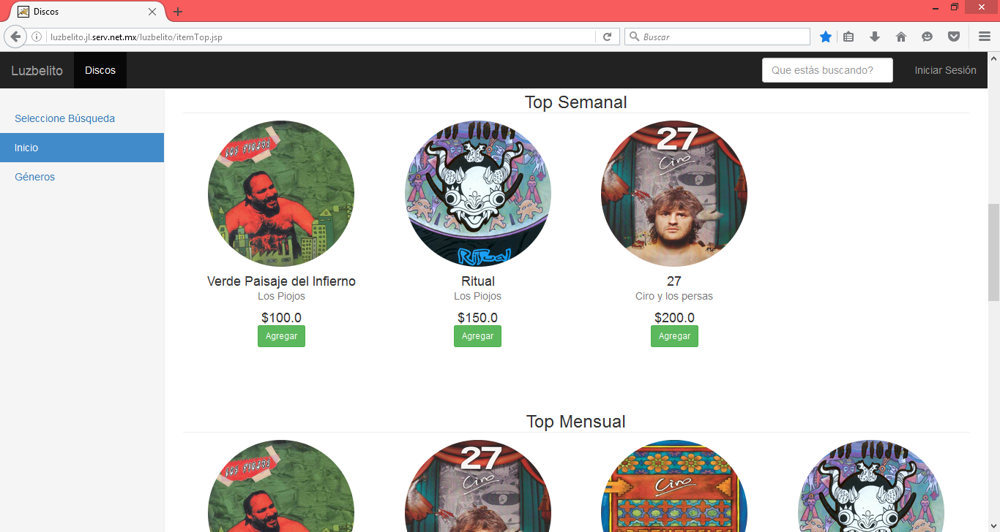 Discos
luzbelito.jl.serv.net.mx/luzbelito/itemTop.jsp
Buscar
Luzbelito
Discos
Que estás buscando?
Iniciar Sesión
Seleccione Búsqueda
Inicio
Géneros
Top Semanal
LOS PIOJOS
RiTual
27
Ciro
Verde Paisaje del Infierno
Ritual
27
Los Piojos
Los Piojos
Ciro y los persas
$100.0
$150.0
$200.0
Agregar
Agregar
Agregar
Top Mensual
LOS PIOJOS
27
Ciro
Ciro